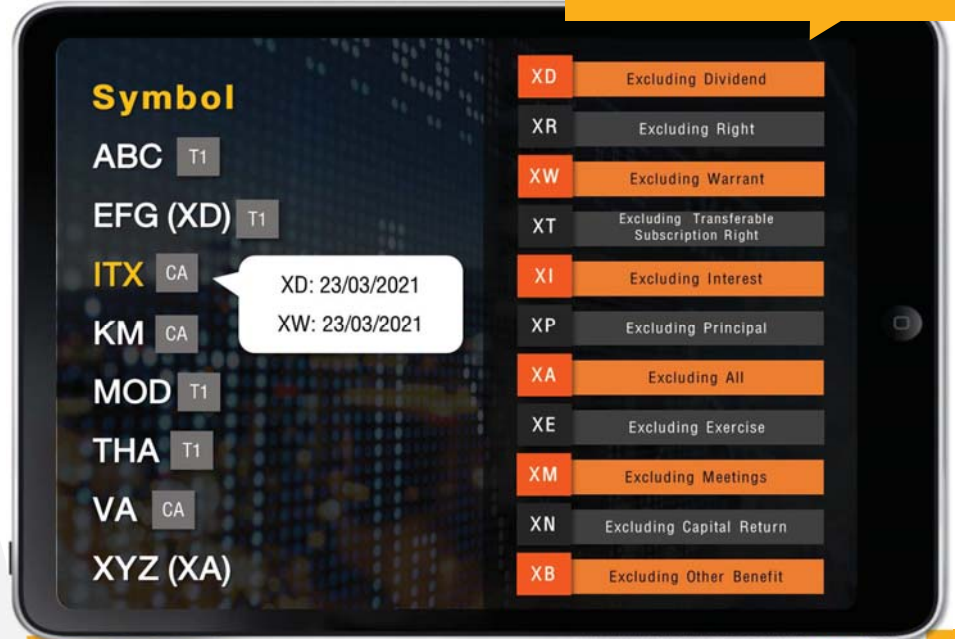 Symbol
ABC T1
EFG (XD) T1
ITX CA
XD: 23/03/2021
XW: 23/03/2021
KM CA
MOD T1
THA T1
VA CA
XYZ (XA)
XD Excluding Dividend
XR Excluding Right
XW Excluding Warrant
XT Excluding Transferable
Subscription Right
XI Excluding Interest
XP Excluding Principal
XA Excluding All
XE Excluding Exercise
XM Excluding Meetings
XN Excluding Capital Return
XB Excluding Other Benefit